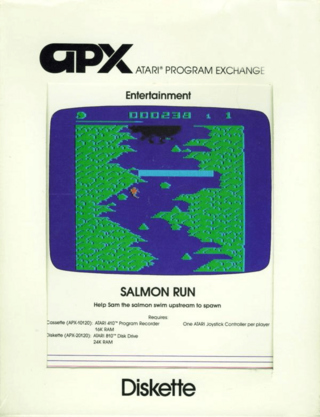 APX ATARI® PROGRAM EXCHANGE
Entertainment
000238 1
SALMON RUN
Help Sam the salmon swim upstream to spawn
Requires:
Cassette (APX-10120): ATARI 410™ Program Recorder One ATARI Joystick Controller per player
16K RAM
Diskette (APX-20120): ATARI 810™ Disk Drive
24K RAM
Diskette